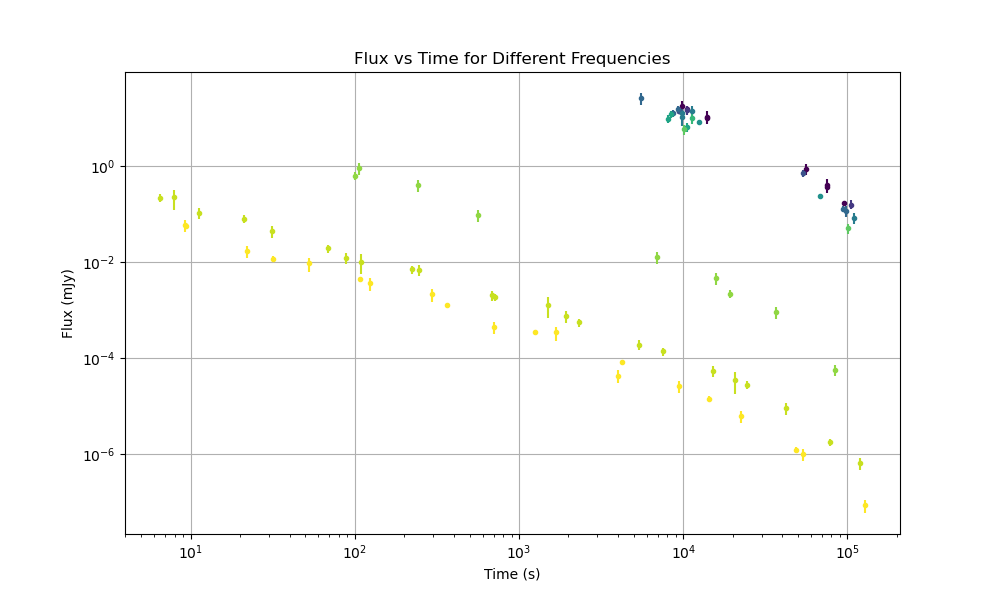 Flux vs Time for Different Frequencies
Flux (mJy)
10⁰
10⁻²
10⁻⁴
10⁻⁶
10¹ 10² 10³ 10⁴ 10⁵
Time (s)